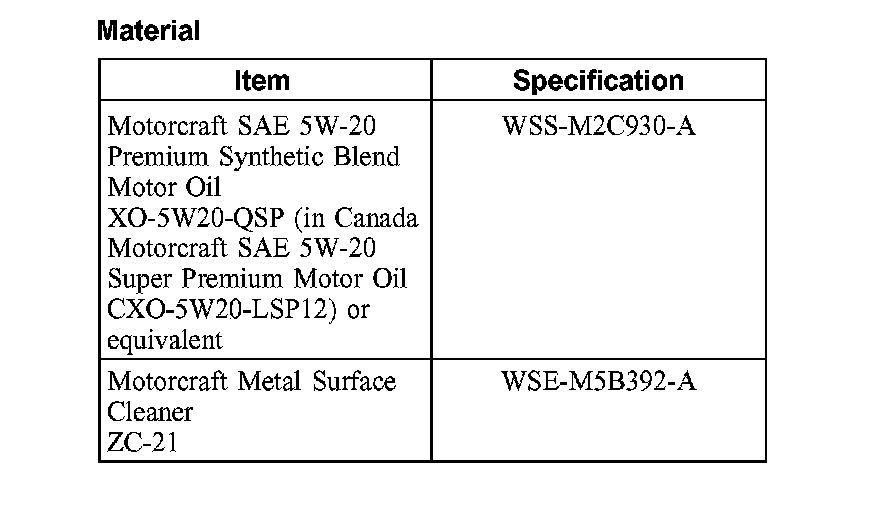 Material
Item Specification
Motorcraft SAE 5W-20 WSS-M2C930-A
Premium Synthetic Blend
Motor Oil
XO-5W20-QSP (in Canada
Motorcraft SAE 5W-20
Super Premium Motor Oil
CXO-5W20-LSP12) or
equivalent
Motorcraft Metal Surface WSE-M5B392-A
Cleaner
ZC-21